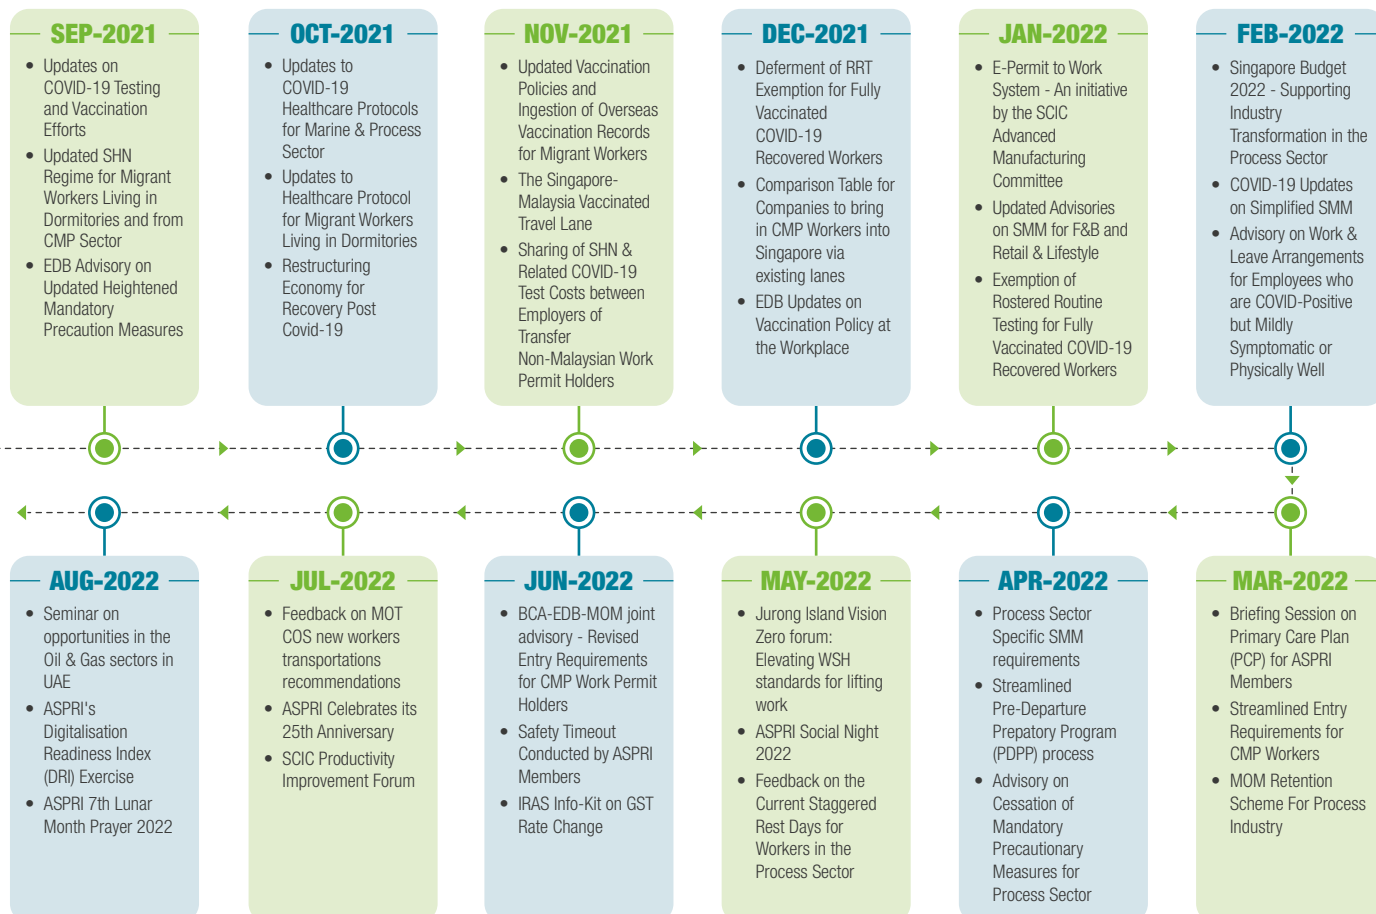 SEP-2021
• Updates on
COVID-19 Testing
and Vaccination
Efforts
• Updated SHN
Regime for Migrant
Workers Living in
Dormitories and from
CMP Sector
• EDB Advisory on
Updated Heightened
Mandatory
Precaution Measures
OCT-2021
• Updates to
COVID-19
Healthcare Protocols
for Marine & Process
Sector
• Updates to
Healthcare Protocol
for Migrant Workers
Living in Dormitories
• Restructuring
Economy for
Recovery Post
Covid-19
NOV-2021
• Updated Vaccination
Policies and
Ingestion of Overseas
Vaccination Records
for Migrant Workers
• The Singapore-
Malaysia Vaccinated
Travel Lane
• Sharing of SHN &
Related COVID-19
Test Costs between
Employers of
Transfer
Non-Malaysian Work
Permit Holders
DEC-2021
• Deferment of RRT
Exemption for Fully
Vaccinated
COVID-19
Recovered Workers
• Comparison Table for
Companies to bring
in CMP Workers into
Singapore via
existing lanes
• EDB Updates on
Vaccination Policy at
the Workplace
JAN-2022
• E-Permit to Work
System - An initiative
by the SCIC
Advanced
Manufacturing
Committee
• Updated Advisories
on SMM for F&B and
Retail & Lifestyle
• Exemption of
Rostered Routine
Testing for Fully
Vaccinated COVID-19
Recovered Workers
FEB-2022
• Singapore Budget
2022 - Supporting
Industry
Transformation in the
Process Sector
• COVID-19 Updates
on Simplified SMM
• Advisory on Work &
Leave Arrangements
for Employees who
are COVID-Positive
but Mildly
Symptomatic or
Physically Well
AUG-2022
• Seminar on
opportunities in the
Oil & Gas sectors in
UAE
• ASPRI's
Digitalisation
Readiness Index
(DRI) Exercise
• ASPRI 7th Lunar
Month Prayer 2022
JUL-2022
• Feedback on MOT
COS new workers
transportations
recommendations
• ASPRI Celebrates its
25th Anniversary
• SCIC Productivity
Improvement Forum
JUN-2022
• BCA-EDB-MOM joint
advisory - Revised
Entry Requirements
for CMP Work Permit
Holders
• Safety Timeout
Conducted by ASPRI
Members
• IRAS Info-Kit on GST
Rate Change
MAY-2022
• Jurong Island Vision
Zero forum:
Elevating WSH
standards for lifting
work
• ASPRI Social Night
2022
• Feedback on the
Current Staggered
Rest Days for
Workers in the
Process Sector
APR-2022
• Process Sector
Specific SMM
requirements
• Streamlined
Pre-Departure
Prepatory Program
(PDPP) process
• Advisory on
Cessation of
Mandatory
Precautionary
Measures for
Process Sector
MAR-2022
• Briefing Session on
Primary Care Plan
(PCP) for ASPRI
Members
• Streamlined Entry
Requirements for
CMP Workers
• MOM Retention
Scheme For Process
Industry